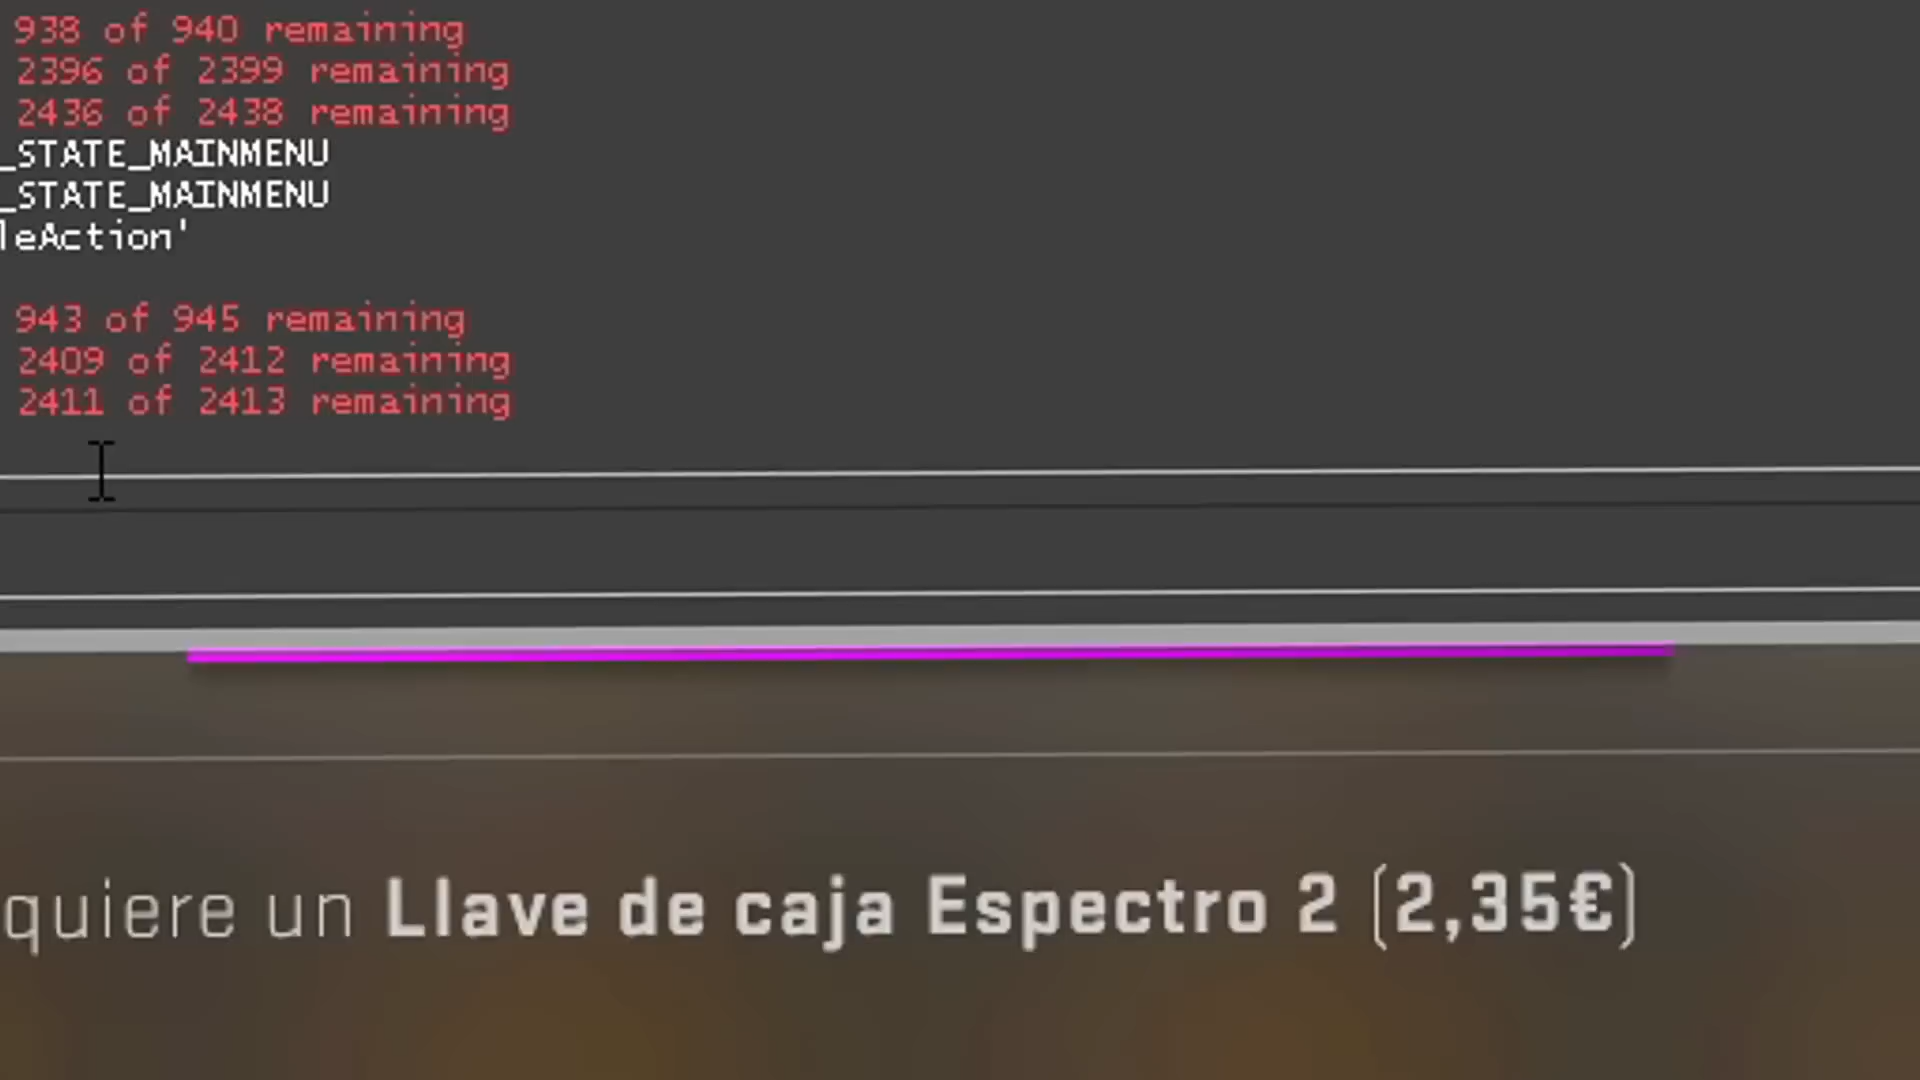 938 of 940 remaining
2396 of 2399 remaining
2436 of 2438 remaining
_STATE_MAINMENU
_STATE_MAINMENU
leAction'
943 of 945 remaining
2409 of 2412 remaining
2411 of 2413 remaining
quiere un Llave de caja Espectro 2 (2,35€)